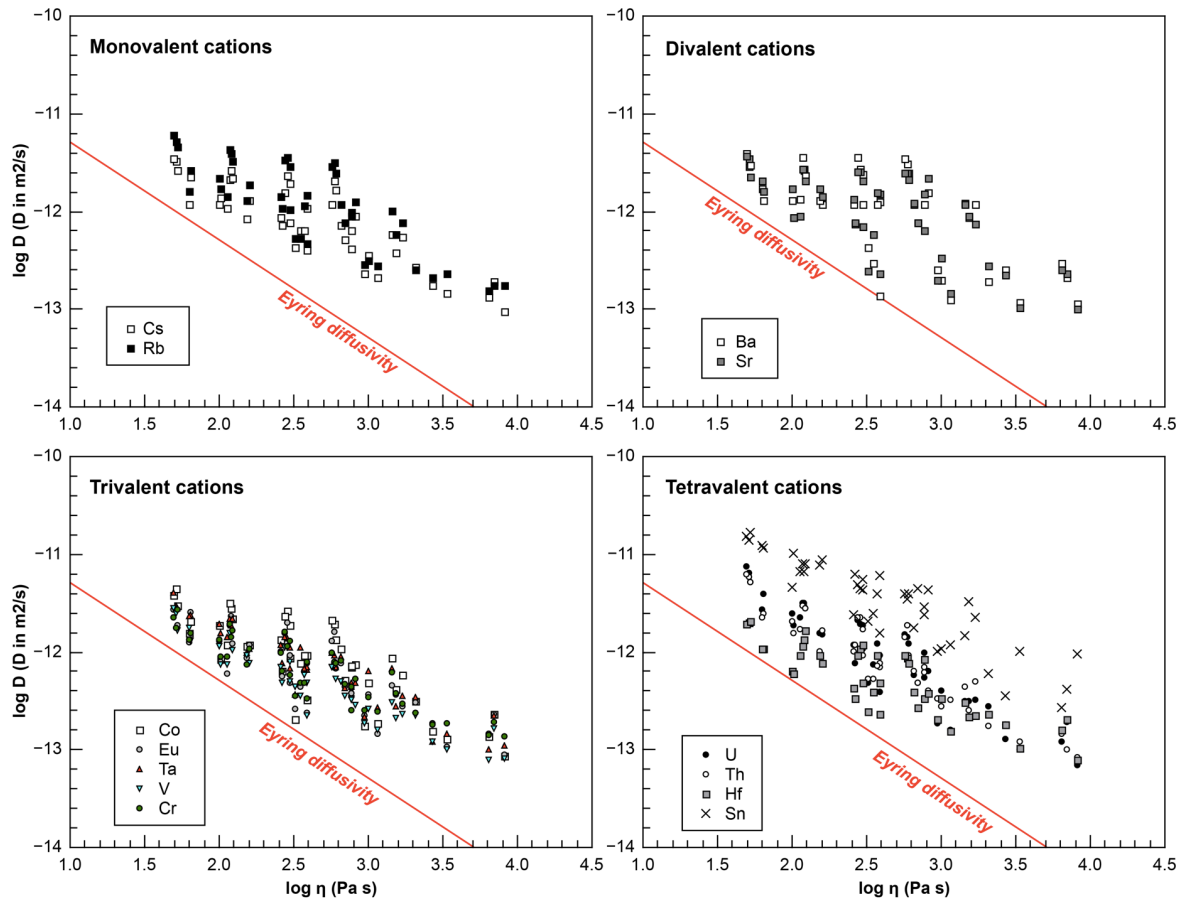 Monovalent cations
Divalent cations
−10
−11
−12
−13
−14
log D (D in m2/s)
Eyring diffusivity
Cs
Rb
1.0 1.5 2.0 2.5 3.0 3.5 4.0 4.5
−10
−11
−12
−13
−14
Eyring diffusivity
Ba
Sr
1.0 1.5 2.0 2.5 3.0 3.5 4.0 4.5
Trivalent cations
Tetravalent cations
−10
−11
−12
−13
−14
log D (D in m2/s)
Eyring diffusivity
Co
Eu
Ta
V
Cr
1.0 1.5 2.0 2.5 3.0 3.5 4.0 4.5
log η (Pa s)
−10
−11
−12
−13
−14
Eyring diffusivity
U
Th
Hf
Sn
1.0 1.5 2.0 2.5 3.0 3.5 4.0 4.5
log η (Pa s)